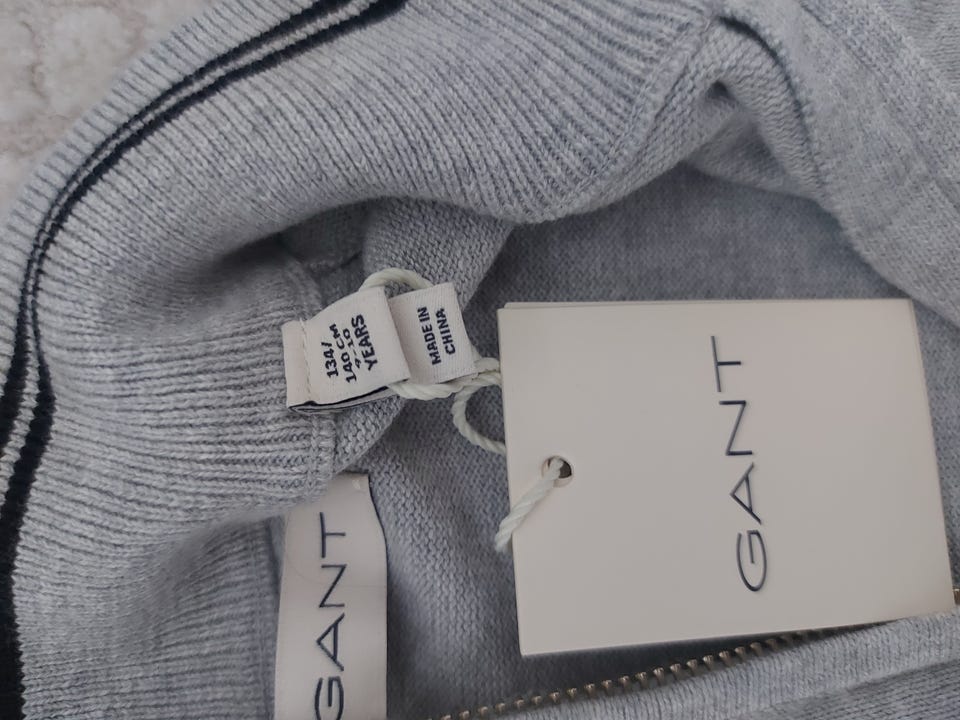 134/
140 CM
9-10
YEARS
MADE IN
CHINA
GANT
GANT